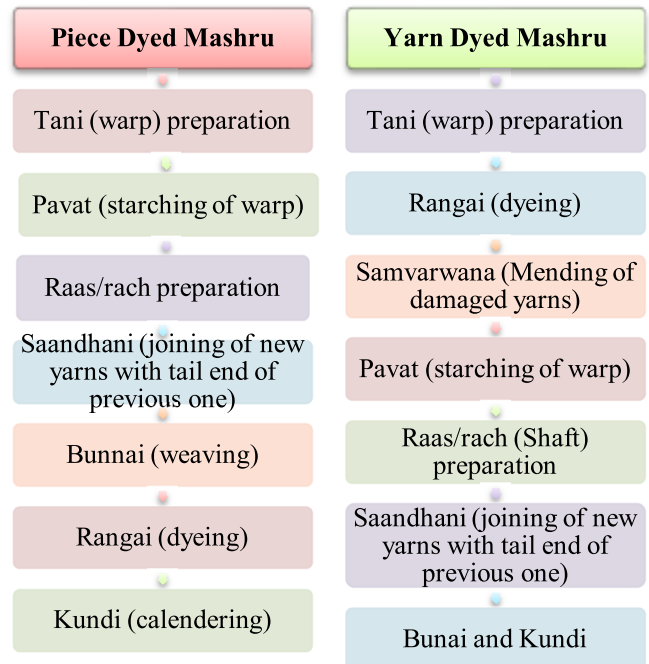 Piece Dyed Mashru
Tani (warp) preparation
Pavat (starching of warp)
Raas/rach preparation
Saandhani (joining of new
yarns with tail end of
previous one)
Bunnai (weaving)
Rangai (dyeing)
Kundi (calendering)
Yarn Dyed Mashru
Tani (warp) preparation
Rangai (dyeing)
Samvarwana (Mending of
damaged yarns)
Pavat (starching of warp)
Raas/rach (Shaft)
preparation
Saandhani (joining of new
yarns with tail end of
previous one)
Bunai and Kundi